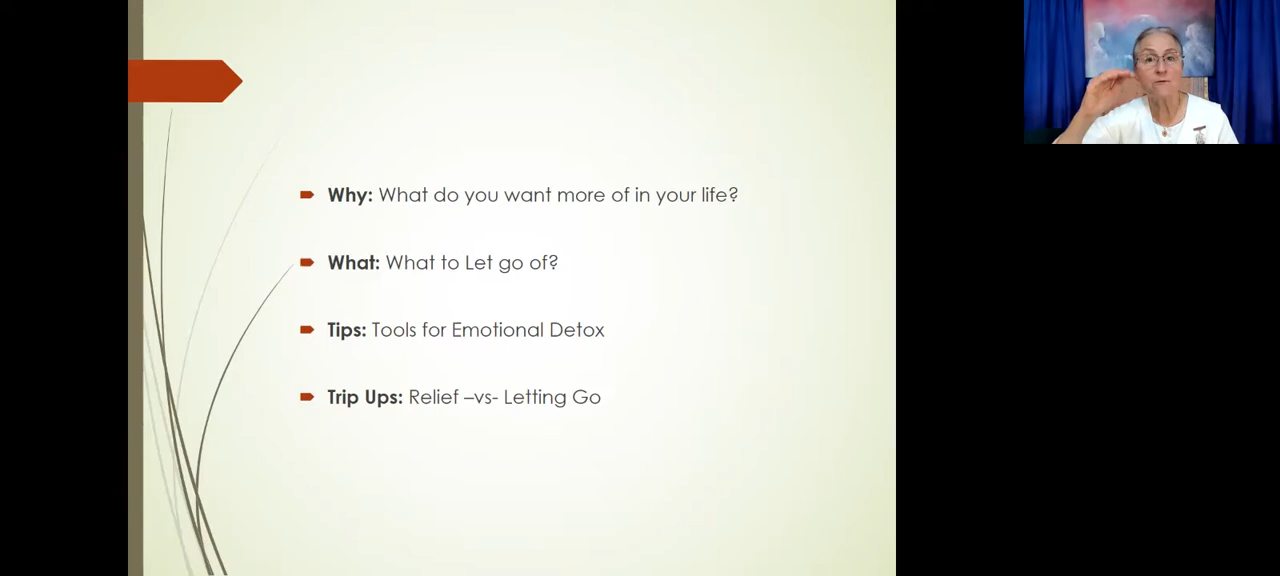 Why: What do you want more of in your life?
What: What to Let go of?
Tips: Tools for Emotional Detox
Trip Ups: Relief –vs- Letting Go